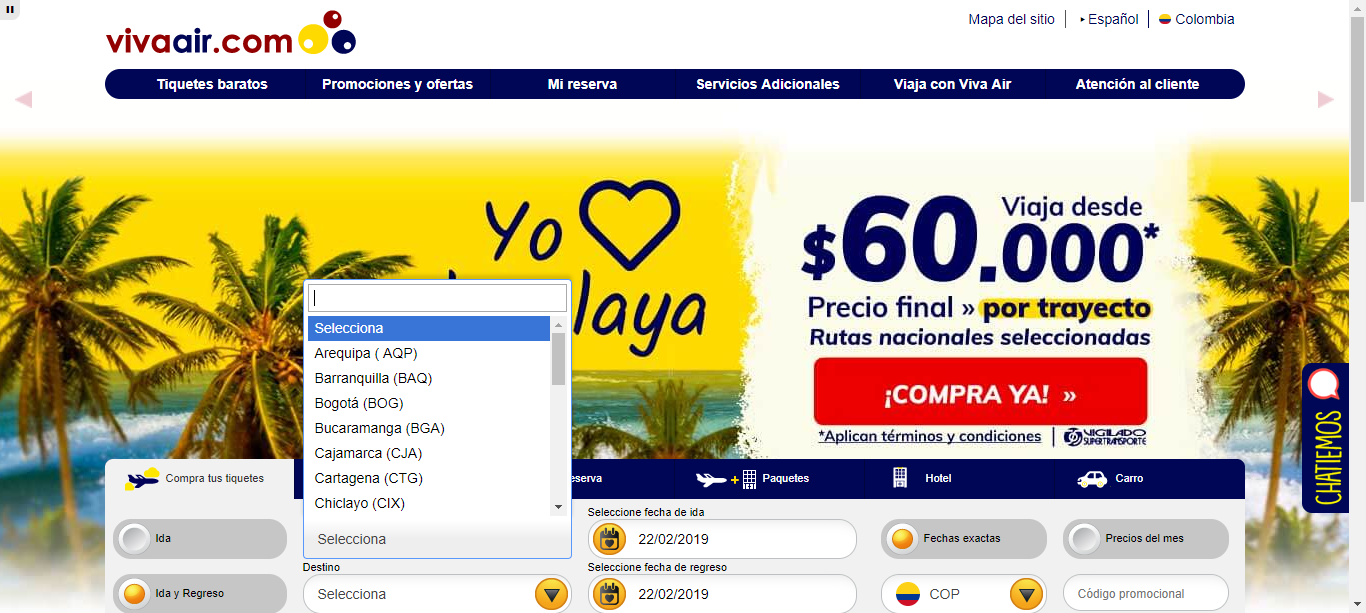 Mapa del sitio
Español
Colombia
vivaair.com
Tiquetes baratos
Promociones y ofertas
Mi reserva
Servicios Adicionales
Viaja con Viva Air
Atención al cliente
Yo
laya
Viaja desde
$60.000*
Precio final » por trayecto
Rutas nacionales seleccionadas
¡COMPRA YA! »
*Aplican términos y condiciones
VIGILADO
SUPERTRANSPORTE
CHATIEMOS
Selecciona
Arequipa ( AQP)
Barranquilla (BAQ)
Bogotá (BOG)
Bucaramanga (BGA)
Cajamarca (CJA)
Cartagena (CTG)
Chiclayo (CIX)
Selecciona
Compra tus tiquetes
eserva
Paquetes
Hotel
Carro
Ida
Seleccione fecha de ida
22/02/2019
Fechas exactas
Precios del mes
Ida y Regreso
Destino
Selecciona
Seleccione fecha de regreso
22/02/2019
COP
Código promocional